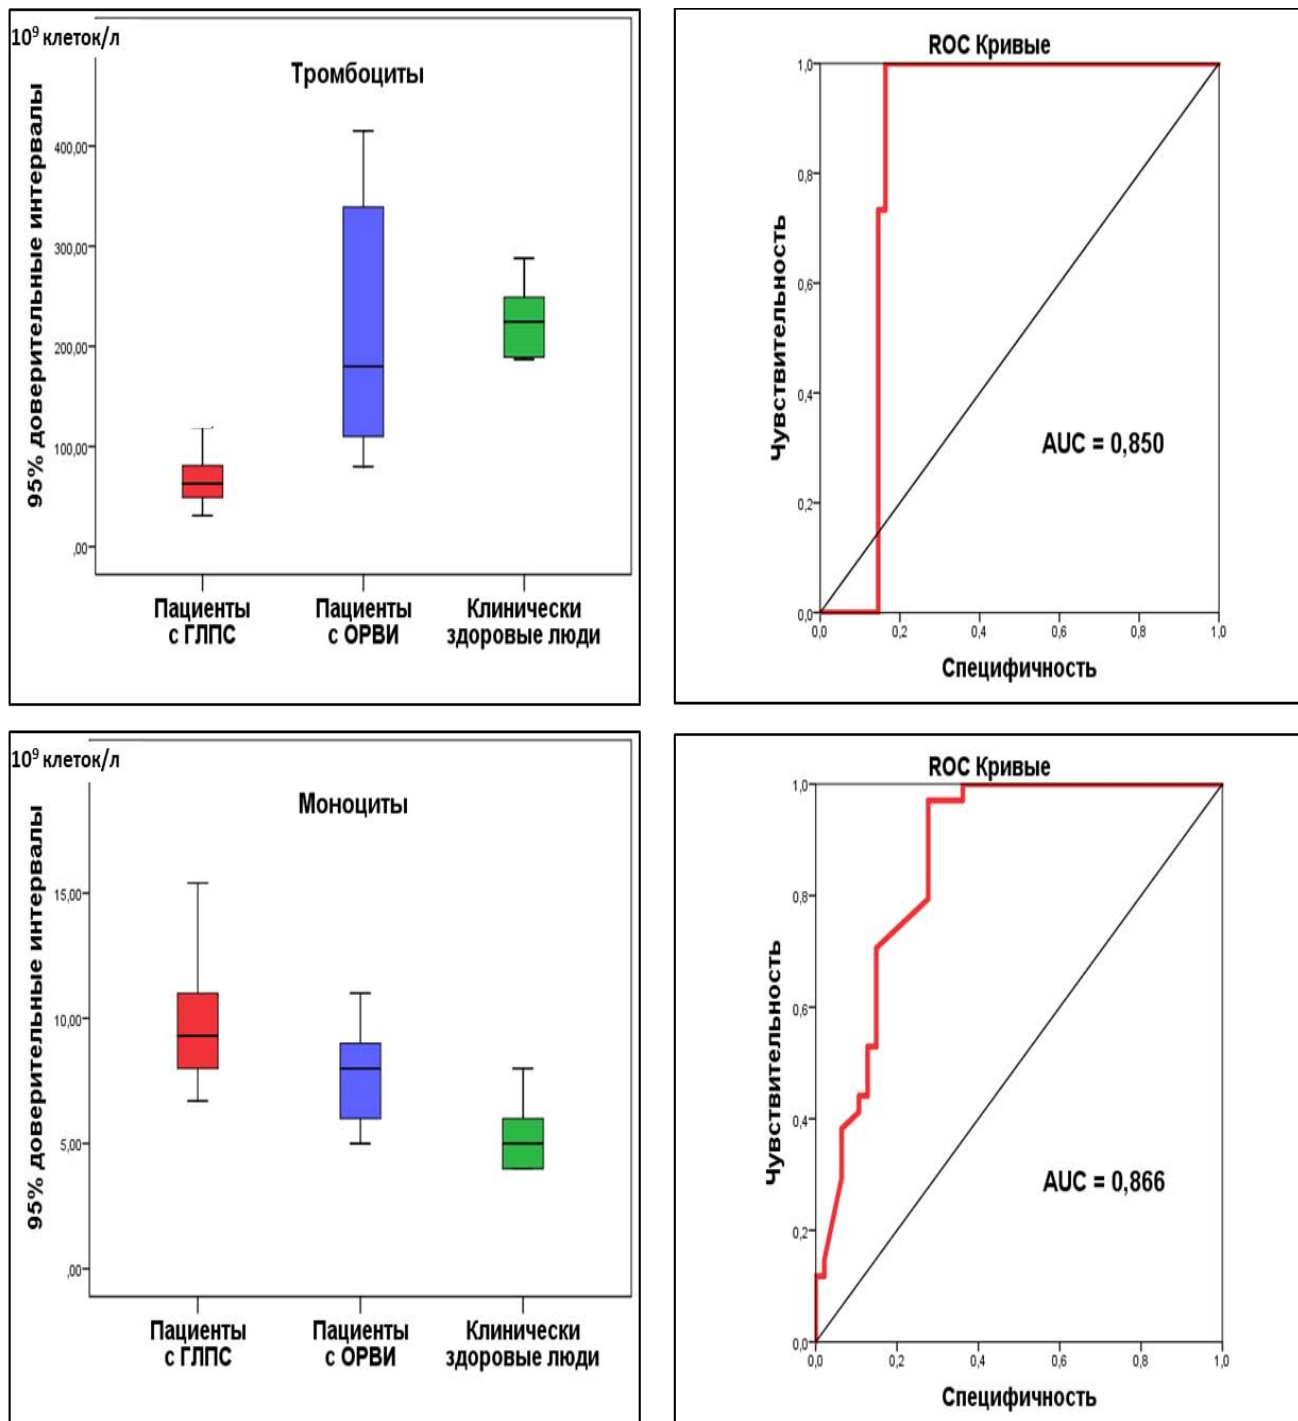 10⁹ клеток/л
Тромбоциты
95% доверительные интервалы
400,00
300,00
200,00
100,00
,00
Пациенты
с ГЛПС
Пациенты
с ОРВИ
Клинически
здоровые люди
ROC Кривые
Чувствительность
1,0
0,8
0,6
0,4
0,2
0,0
AUC = 0,850
0,0 0,2 0,4 0,6 0,8 1,0
Специфичность
10⁹ клеток/л
Моноциты
95% доверительные интервалы
15,00
10,00
5,00
,00
Пациенты
с ГЛПС
Пациенты
с ОРВИ
Клинически
здоровые люди
ROC Кривые
Чувствительность
1,0
0,8
0,6
0,4
0,2
0,0
AUC = 0,866
0,0 0,2 0,4 0,6 0,8 1,0
Специфичность